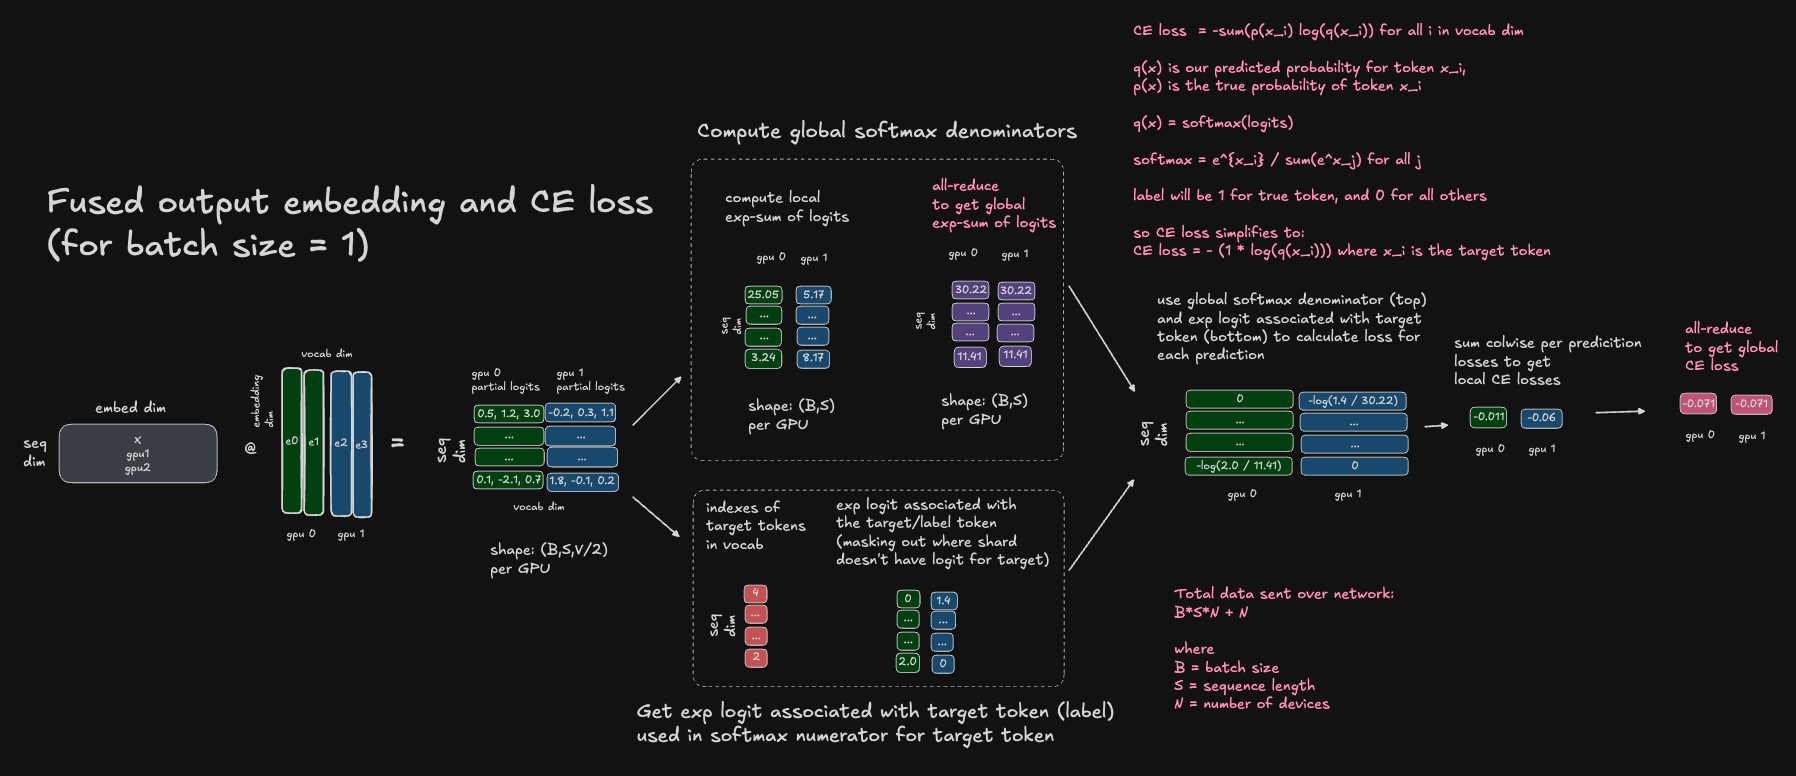 Fused output embedding and CE loss
(for batch size = 1)
embed dim
seq
dim
x
gpu1
gpu2
@
vocab dim
embedding
dim
e0
e1
e2
e3
gpu 0
gpu 1
=
gpu 0
partial logits
gpu 1
partial logits
seq
dim
0.5, 1.2, 3.0
-0.2, 0.3, 1.1
...
...
...
...
0.1, -2.1, 0.7
1.8, -0.1, 0.2
vocab dim
shape: (B,S,V/2)
per GPU
Compute global softmax denominators
compute local
exp-sum of logits
gpu 0
gpu 1
seq
dim
25.05
5.17
...
...
...
...
3.24
8.17
shape: (B,S)
per GPU
all-reduce
to get global
exp-sum of logits
gpu 0
gpu 1
seq
dim
30.22
30.22
...
...
...
...
11.41
11.41
shape: (B,S)
per GPU
indexes of
target tokens
in vocab
seq
dim
4
...
...
2
exp logit associated with
the target/label token
(masking out where shard
doesn't have logit for target)
0
1.4
...
...
...
...
2.0
0
Get exp logit associated with target token (label)
used in softmax numerator for target token
CE loss = -sum(p(x_i) log(q(x_i)) for all i in vocab dim
q(x) is our predicted probability for token x_i,
p(x) is the true probability of token x_i
q(x) = softmax(logits)
softmax = e^{x_i} / sum(e^x_j) for all j
label will be 1 for true token, and 0 for all others
so CE loss simplifies to:
CE loss = - (1 * log(q(x_i))) where x_i is the target token
use global softmax denominator (top)
and exp logit associated with target
token (bottom) to calculate loss for
each prediction
seq
dim
0
-log(1.4 / 30.22)
...
...
...
...
-log(2.0 / 11.41)
0
gpu 0
gpu 1
sum colwise per predicition
losses to get
local CE losses
-0.011
-0.06
gpu 0
gpu 1
all-reduce
to get global
CE loss
-0.071
-0.071
gpu 0
gpu 1
Total data sent over network:
B*S*N + N
where
B = batch size
S = sequence length
N = number of devices